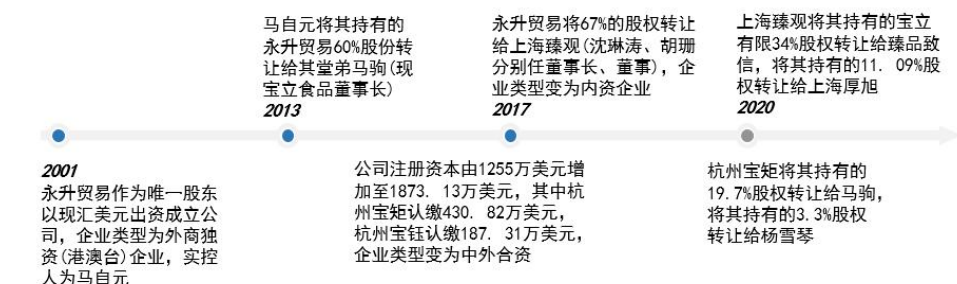 马自元将其持有的
永升贸易60%股份转
让给其堂弟马驹(现
宝立食品董事长)
2013
永升贸易将67%的股权转让
给上海臻观(沈琳涛、胡珊
分别任董事长、董事)，企
业类型变为内资企业
2017
上海臻观将其持有的宝立
有限34%股权转让给臻品致
信，将其持有的11. 09%股
权转让给上海厚旭
2020
2001
永升贸易作为唯一股东
以现汇美元出资成立公
司，企业类型为外商独
资(港澳台)企业，实控
人为马自元
公司注册资本由1255万美元增
加至1873. 13万美元，其中杭
州宝矩认缴430. 82万美元，
杭州宝钰认缴187. 31万美元，
企业类型变为中外合资
杭州宝矩将其持有的
19.7%股权转让给马驹，
将其持有的3.3%股权
转让给杨雪琴